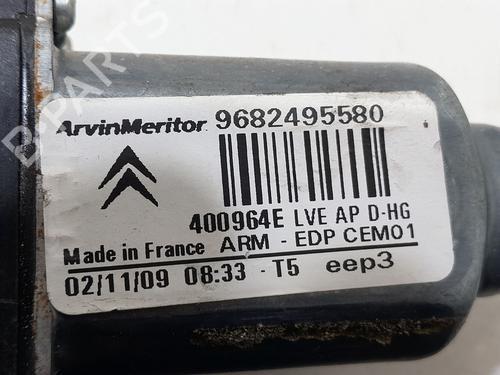 ArvinMeritor 9682495580
400964E LVE AP D-HG
Made in France ARM - EDP CEM01
02/11/09 08:33 - T5 eep3
B-PARTS